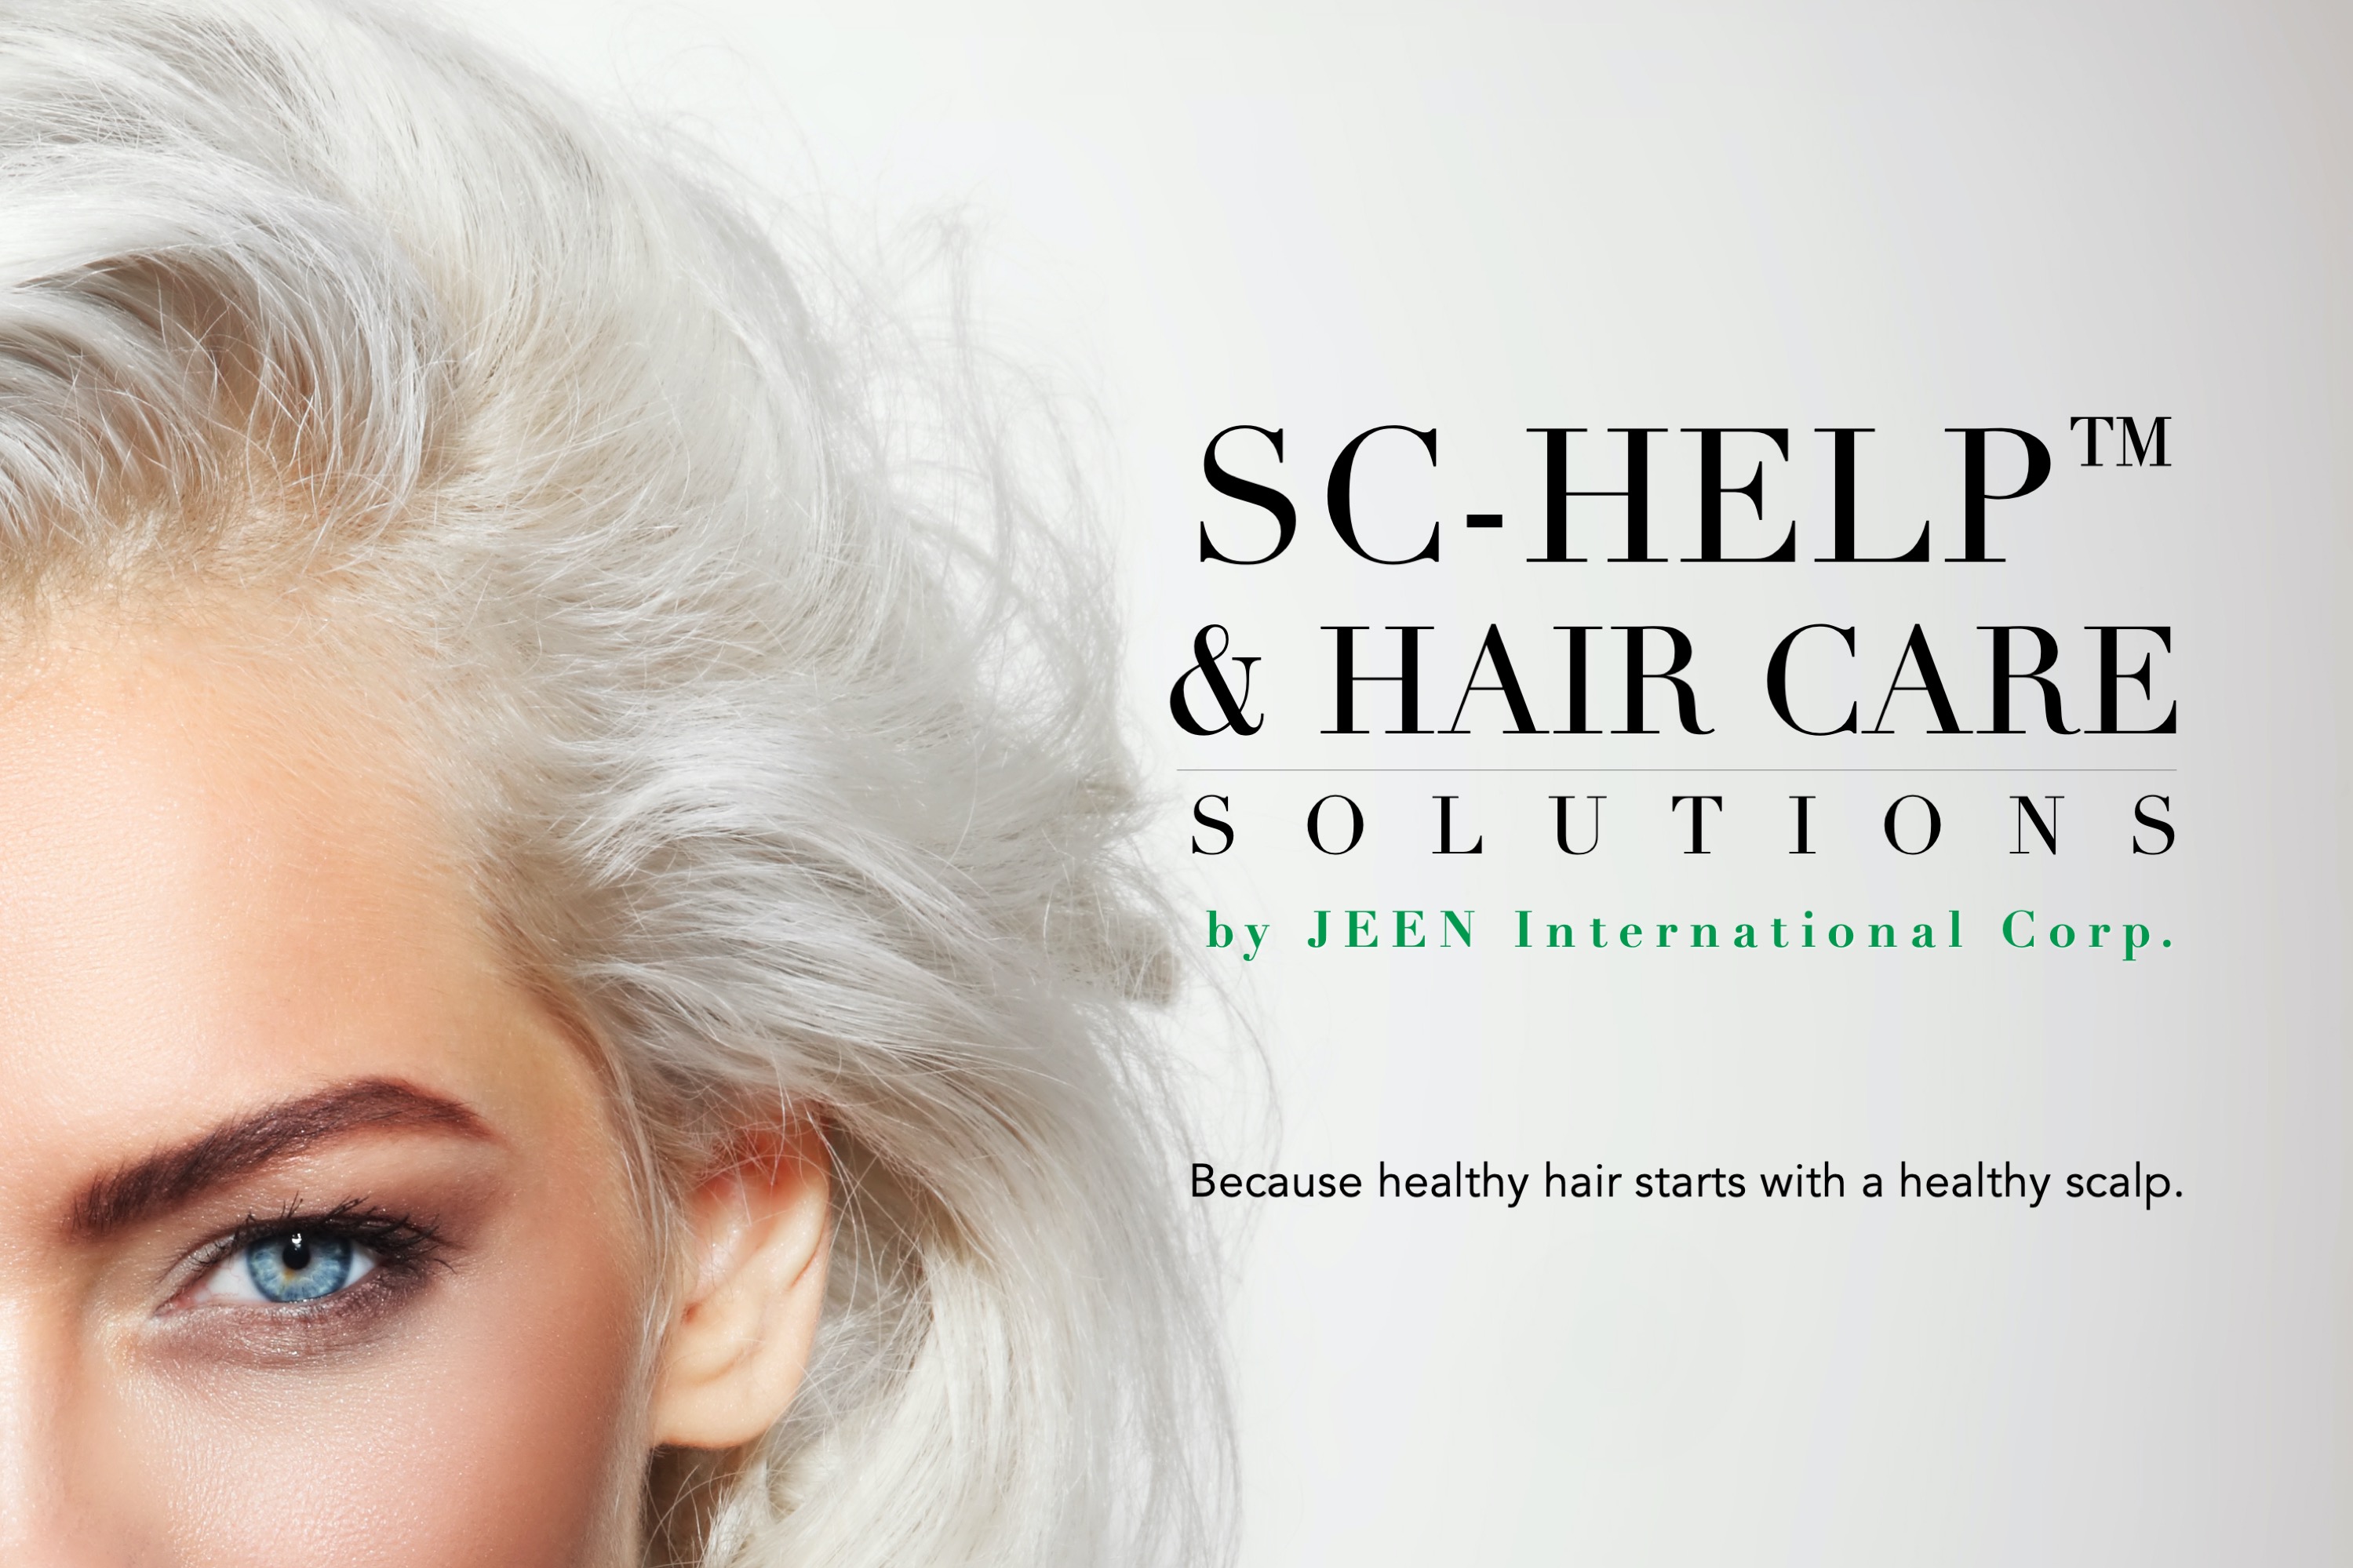 SC-HELP™
& HAIR CARE
SOLUTIONS
by JEEN International Corp.
Because healthy hair starts with a healthy scalp.